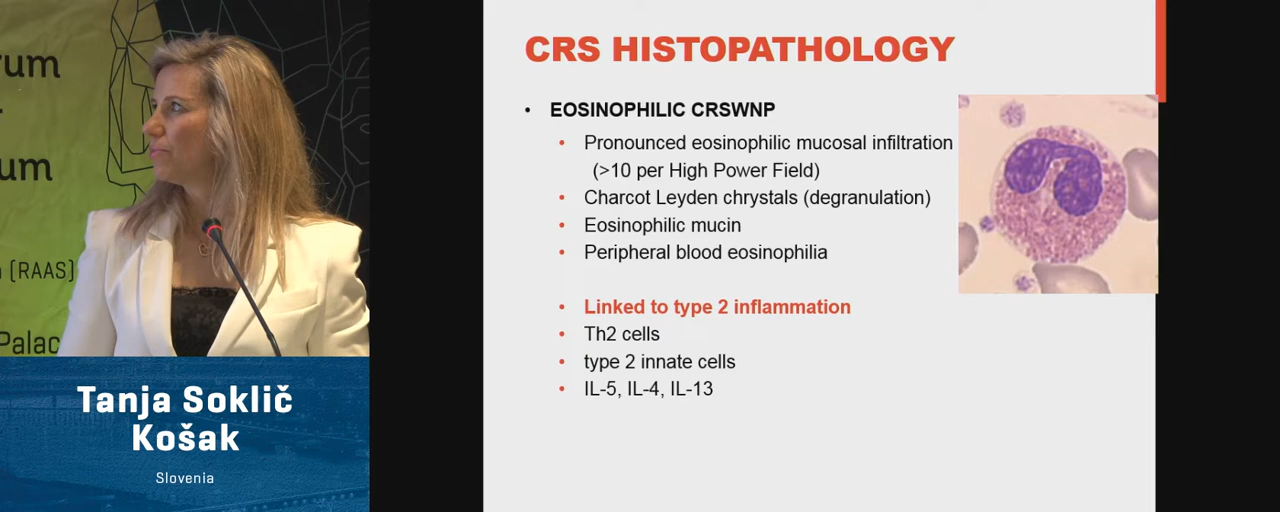 um
um
(RAAS)
Palac
Tanja Soklič
Košak
Slovenia
CRS HISTOPATHOLOGY
• EOSINOPHILIC CRSWNP
• Pronounced eosinophilic mucosal infiltration
(>10 per High Power Field)
• Charcot Leyden chrystals (degranulation)
• Eosinophilic mucin
• Peripheral blood eosinophilia
• Linked to type 2 inflammation
• Th2 cells
• type 2 innate cells
• IL-5, IL-4, IL-13